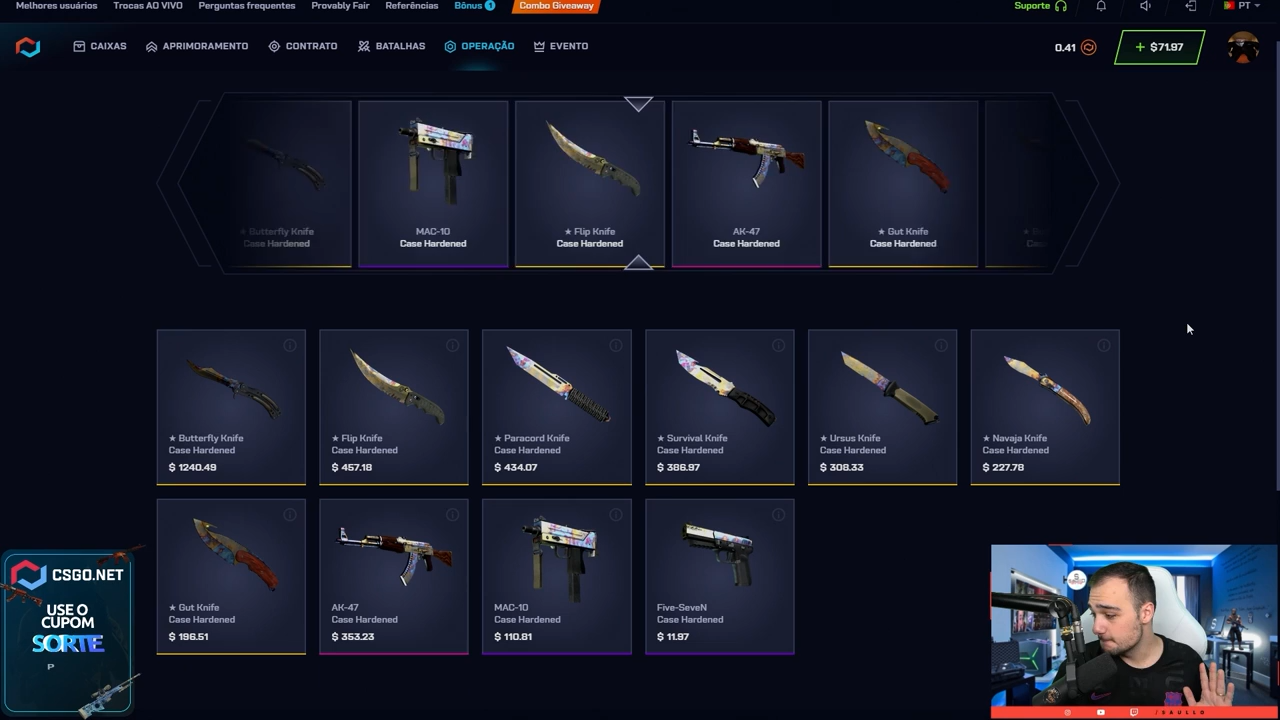 Melhores usuários Trocas AO VIVO Perguntas frequentes Provably Fair Referências Bônus 1 Combo Giveaway Suporte PT
CAIXAS APRIMORAMENTO CONTRATO BATALHAS OPERAÇÃO EVENTO 0.41 + $71.97
★ Butterfly Knife
Case Hardened
MAC-10
Case Hardened
★ Flip Knife
Case Hardened
AK-47
Case Hardened
★ Gut Knife
Case Hardened
★ Butterfly Knife
Case Hardened
$ 1240.49
★ Flip Knife
Case Hardened
$ 457.18
★ Paracord Knife
Case Hardened
$ 434.07
★ Survival Knife
Case Hardened
$ 386.97
★ Ursus Knife
Case Hardened
$ 308.33
★ Navaja Knife
Case Hardened
$ 227.78
★ Gut Knife
Case Hardened
$ 196.51
AK-47
Case Hardened
$ 353.23
MAC-10
Case Hardened
$ 110.81
Five-SeveN
Case Hardened
$ 11.97
CSGO.NET
USE O
CUPOM
SORTE
P
/SAULLO